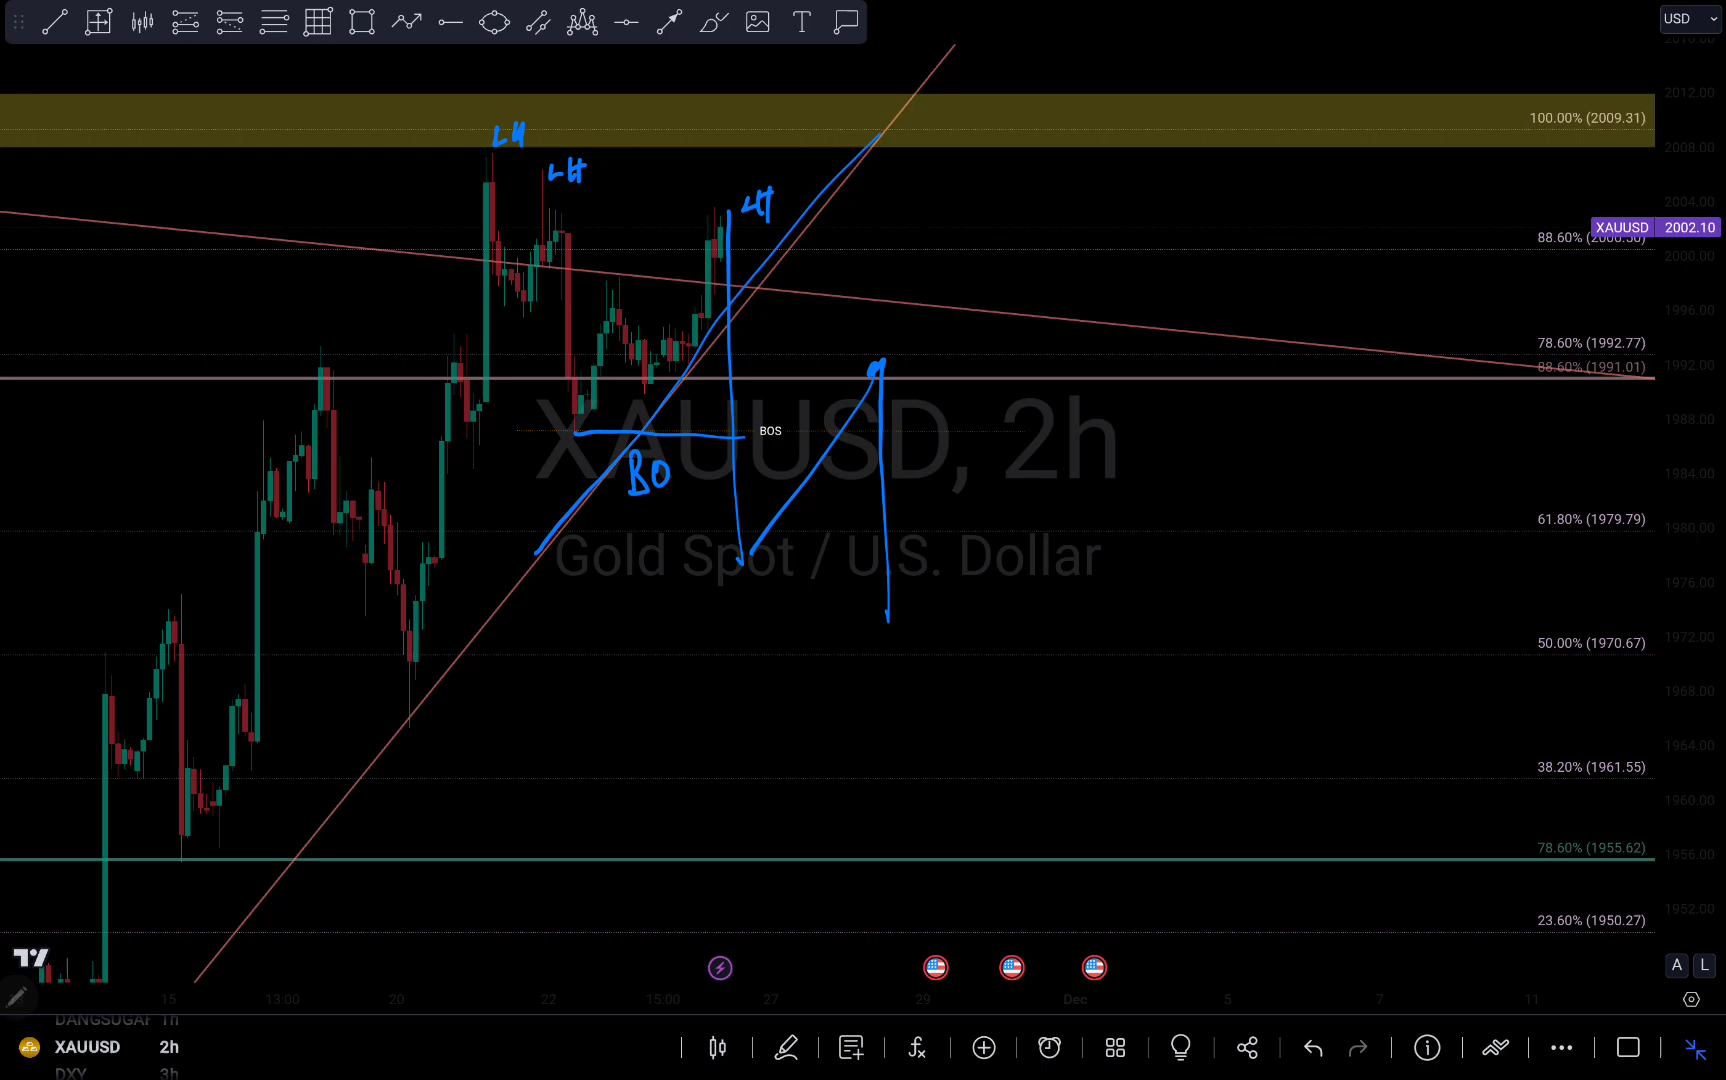 USD
2012.00
100.00% (2009.31)
LH
2008.00
LH
2004.00
LH
XAUUSD 2002.10
88.60%
2000.00
1996.00
78.60% (1992.77)
88.60% (1991.01)
1992.00
1988.00
BOS
XAUUSD, 2h
BO
1984.00
61.80% (1979.79)
1980.00
Gold Spot / U.S. Dollar
1976.00
50.00% (1970.67)
1972.00
1968.00
1964.00
38.20% (1961.55)
1960.00
78.60% (1955.62)
1956.00
23.60% (1950.27)
1952.00
A L
15 13:00 20 22 15:00 27 29 Dec 5 7 11
DANGSUGAR 1h
XAUUSD 2h
DXY 3h